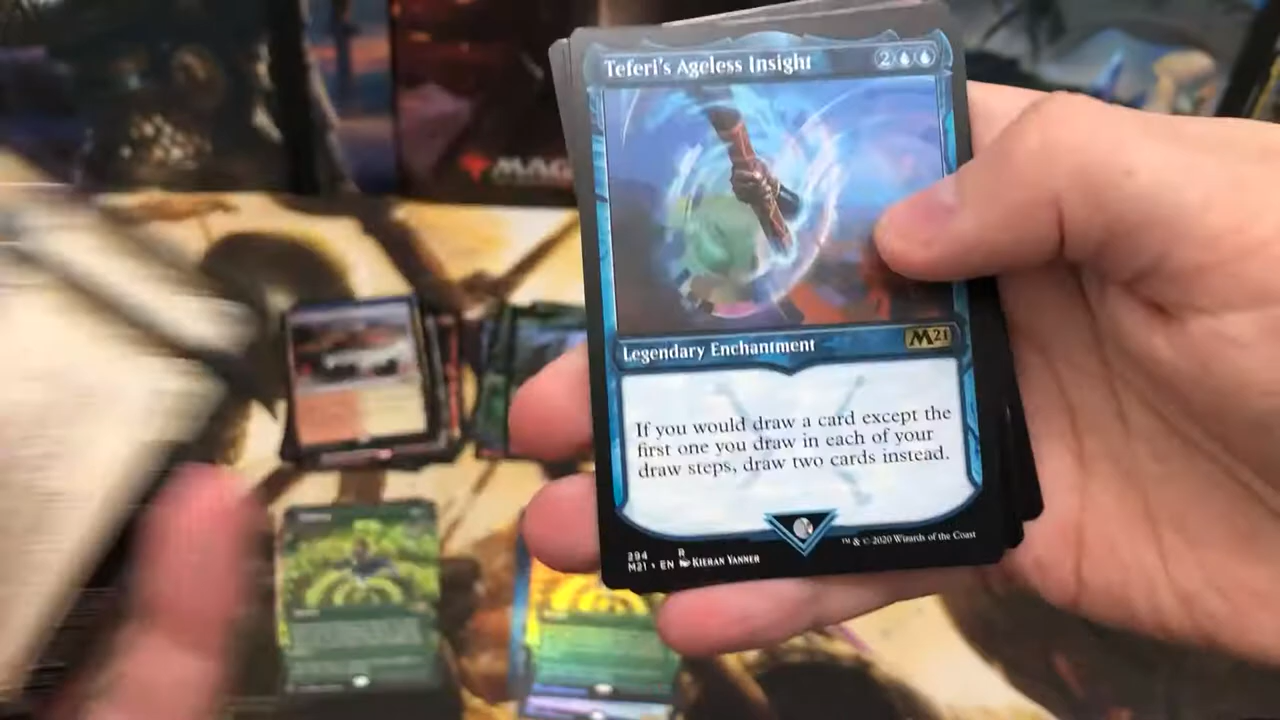 Teferi's Ageless Insight 2
MAG
Legendary Enchantment M21
If you would draw a card except the
first one you draw in each of your
draw steps, draw two cards instead.
294 R
M21 • EN KIERAN YANNER
™ & © 2020 Wizards of the Coast